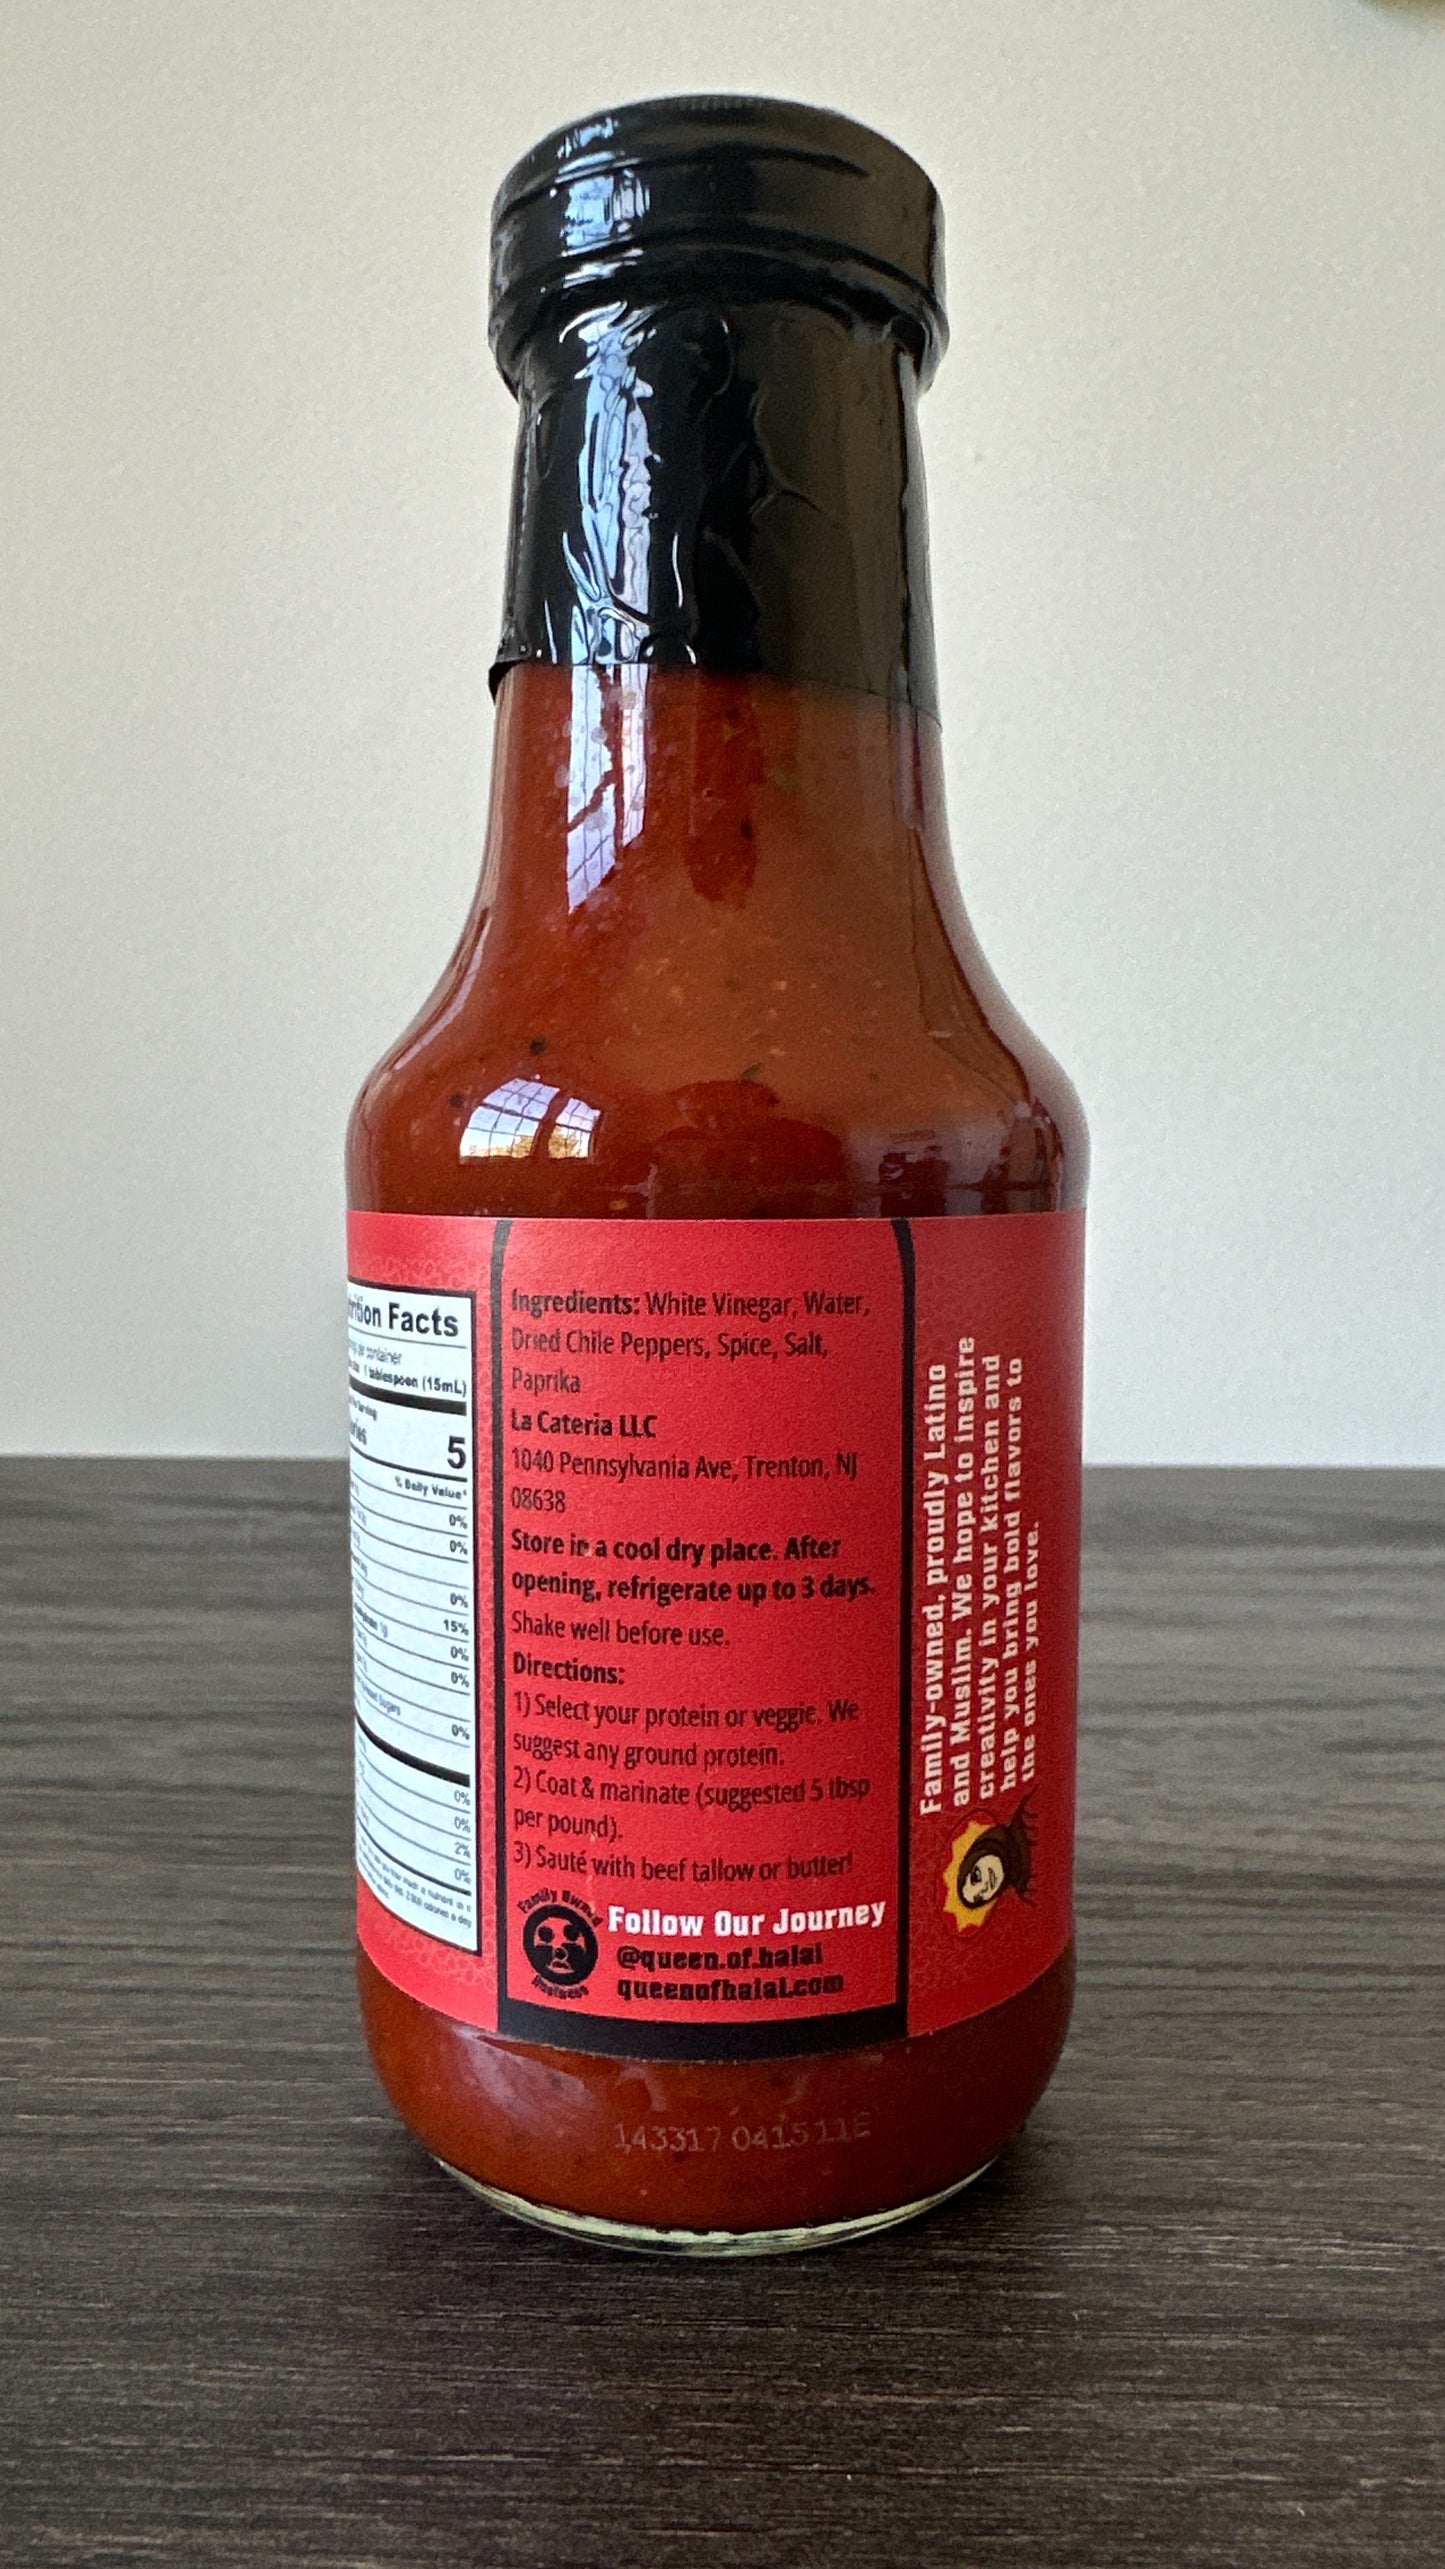 Facts
container
1 tablespoon (15mL)
5
% Daily Value*
0%
0%
0%
15%
0%
0%
0%
0%
0%
2%
0%
Ingredients: White Vinegar, Water,
Dried Chile Peppers, Spice, Salt,
Paprika
La Cateria LLC
1040 Pennsylvania Ave, Trenton, NJ
08638
Store in a cool dry place. After
opening, refrigerate up to 3 days.
Shake well before use.
Directions:
1) Select your protein or veggie. We
suggest any ground protein.
2) Coat & marinate (suggested 5 tbsp
per pound).
3) Sauté with beef tallow or butter!
Family Owned
Business
Follow Our Journey
@queen.of.halal
queenofhalal.com
Family-owned, proudly Latino
and Muslim. We hope to inspire
creativity in your kitchen and
help you bring bold flavors to
the ones you love.
143317 0415 11E